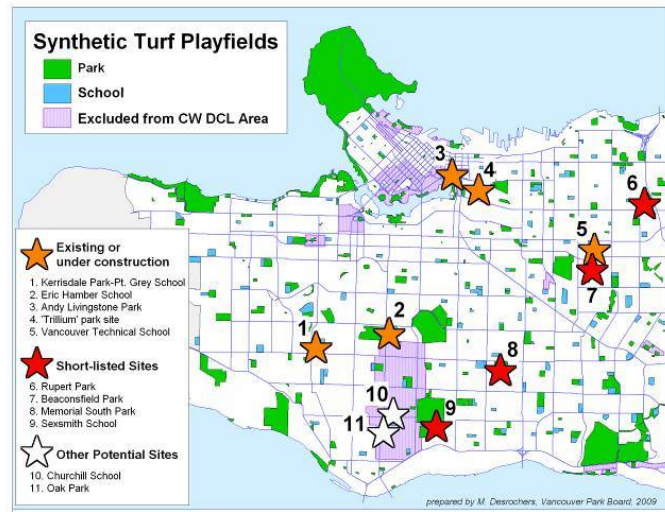 Synthetic Turf Playfields
Park
School
Excluded from CW DCL Area
3
4
6
5
7
Existing or
under construction
1. Kerrisdale Park-Pt. Grey School
2. Eric Hamber School
3. Andy Livingstone Park
4. 'Trillium' park site
5. Vancouver Technical School
2
1
Short-listed Sites
6. Rupert Park
7. Beaconsfield Park
8. Memorial South Park
9. Sexsmith School
8
10
9
11
Other Potential Sites
10. Churchill School
11. Oak Park
prepared by M. Desrochers, Vancouver Park Board, 2009